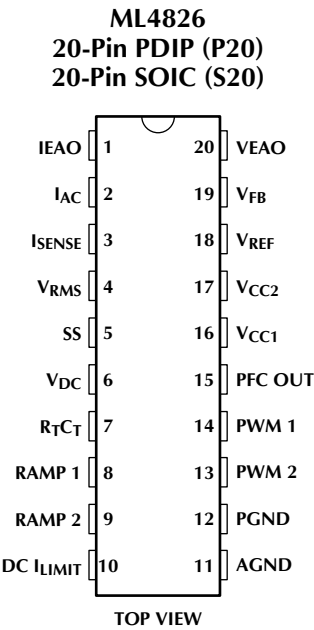 ML4826
20-Pin PDIP (P20)
20-Pin SOIC (S20)
IEAO 1 20 VEAO
IAC 2 19 VFB
ISENSE 3 18 VREF
VRMS 4 17 VCC2
SS 5 16 VCC1
VDC 6 15 PFC OUT
RTCT 7 14 PWM 1
RAMP 1 8 13 PWM 2
RAMP 2 9 12 PGND
DC ILIMIT 10 11 AGND
TOP VIEW